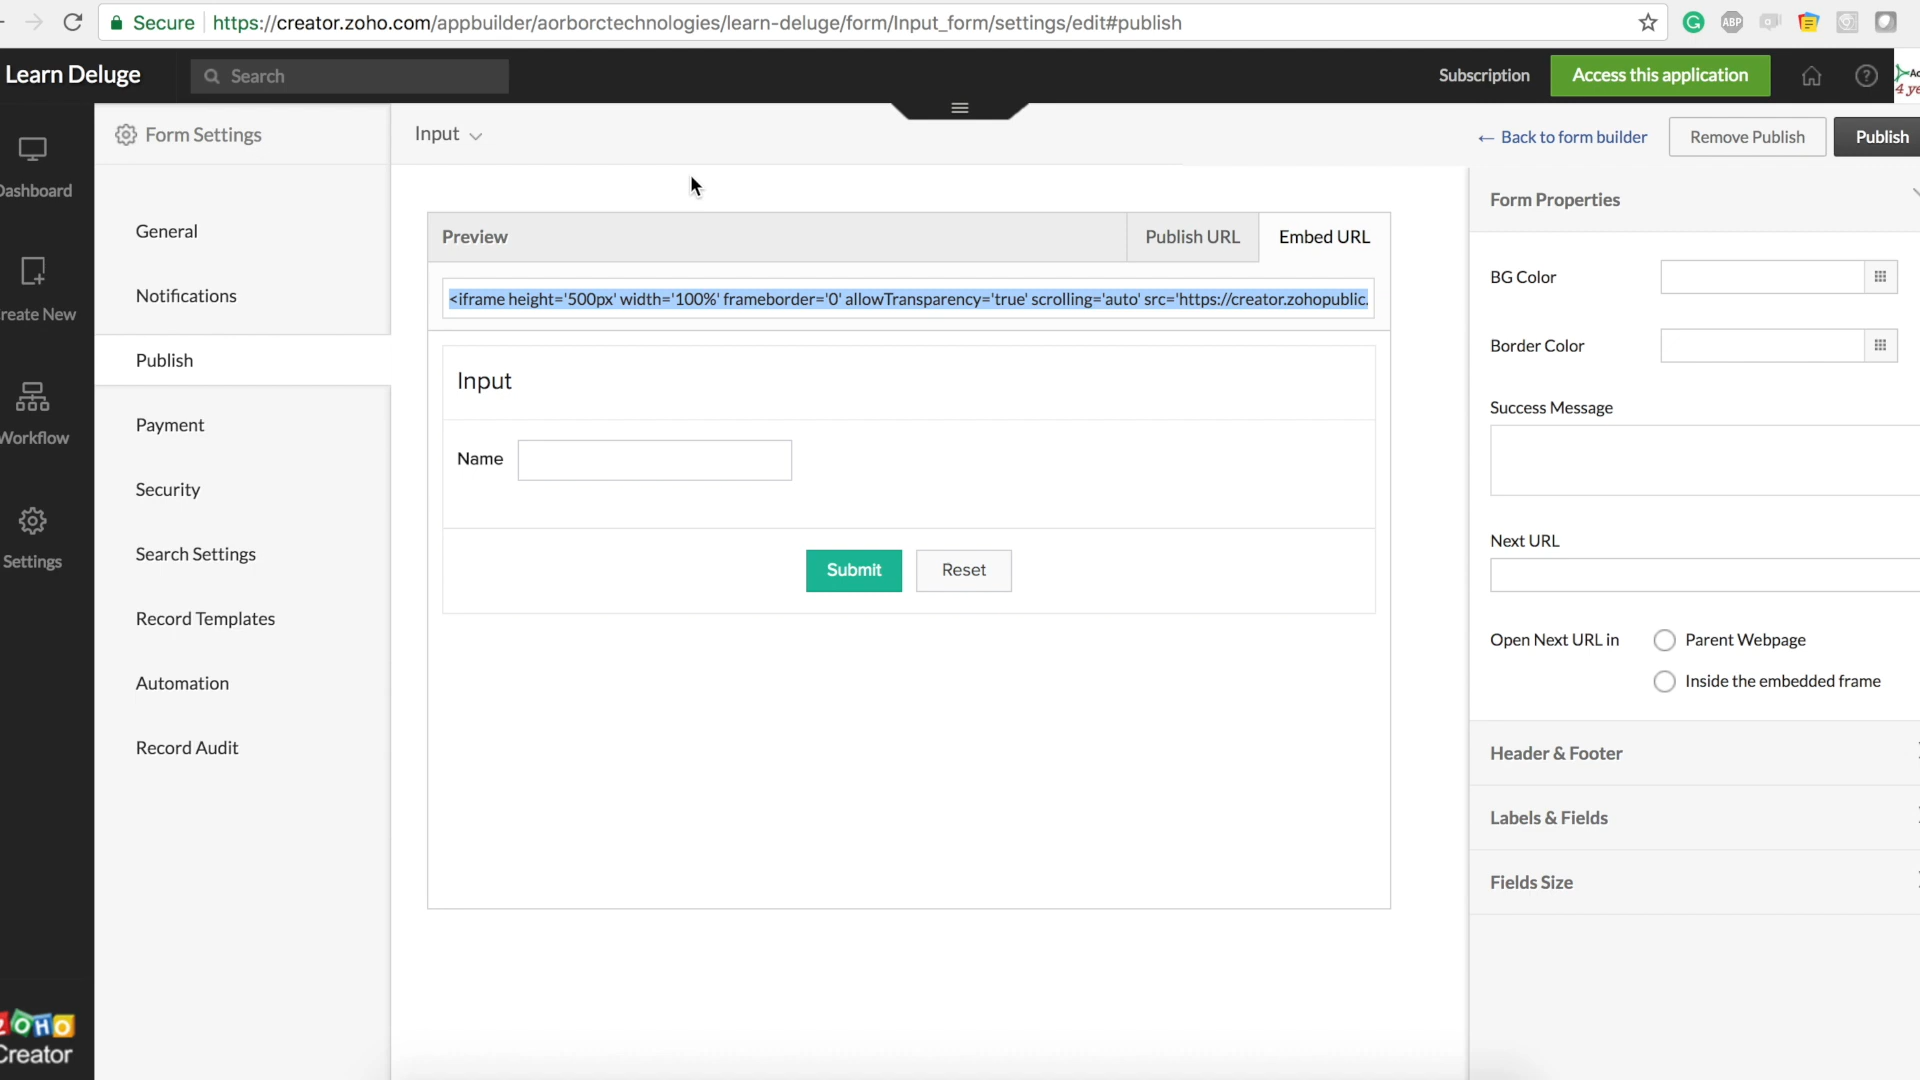 Secure https://creator.zoho.com/appbuilder/aorborctechnologies/learn-deluge/form/Input_form/settings/edit#publish
ABP
Learn Deluge
Search
Subscription
Access this application
4 ye
Form Settings
Input
← Back to form builder
Remove Publish
Publish
Dashboard
Create New
Workflow
Settings
General
Notifications
Publish
Payment
Security
Search Settings
Record Templates
Automation
Record Audit
Preview
Publish URL
Embed URL
<iframe height='500px' width='100%' frameborder='0' allowTransparency='true' scrolling='auto' src='https://creator.zohopublic.
Input
Name
Submit
Reset
Form Properties
BG Color
Border Color
Success Message
Next URL
Open Next URL in
Parent Webpage
Inside the embedded frame
Header & Footer
Labels & Fields
Fields Size
ZOHO
Creator